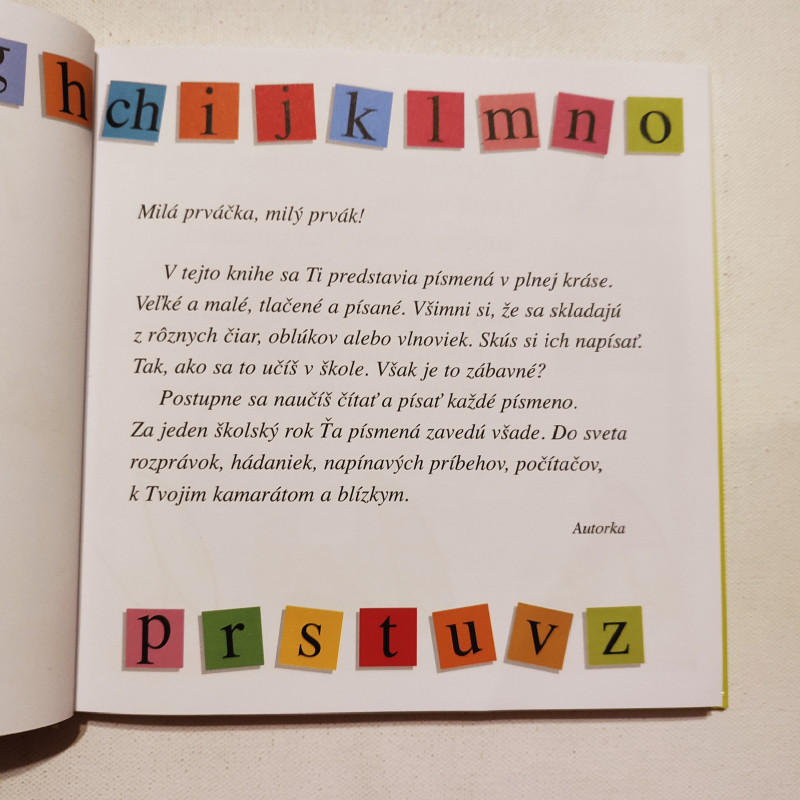 g h ch i j k l m n o
Milá prváčka, milý prvák!
V tejto knihe sa Ti predstavia písmená v plnej kráse.
Veľké a malé, tlačené a písané. Všimni si, že sa skladajú
z rôznych čiar, oblúkov alebo vlnoviek. Skús si ich napísať.
Tak, ako sa to učíš v škole. Však je to zábavné?
Postupne sa naučíš čítať a písať každé písmeno.
Za jeden školský rok Ťa písmená zavedú všade. Do sveta
rozprávok, hádaniek, napínavých príbehov, počítačov,
k Tvojim kamarátom a blízkym.
Autorka
p r s t u v z